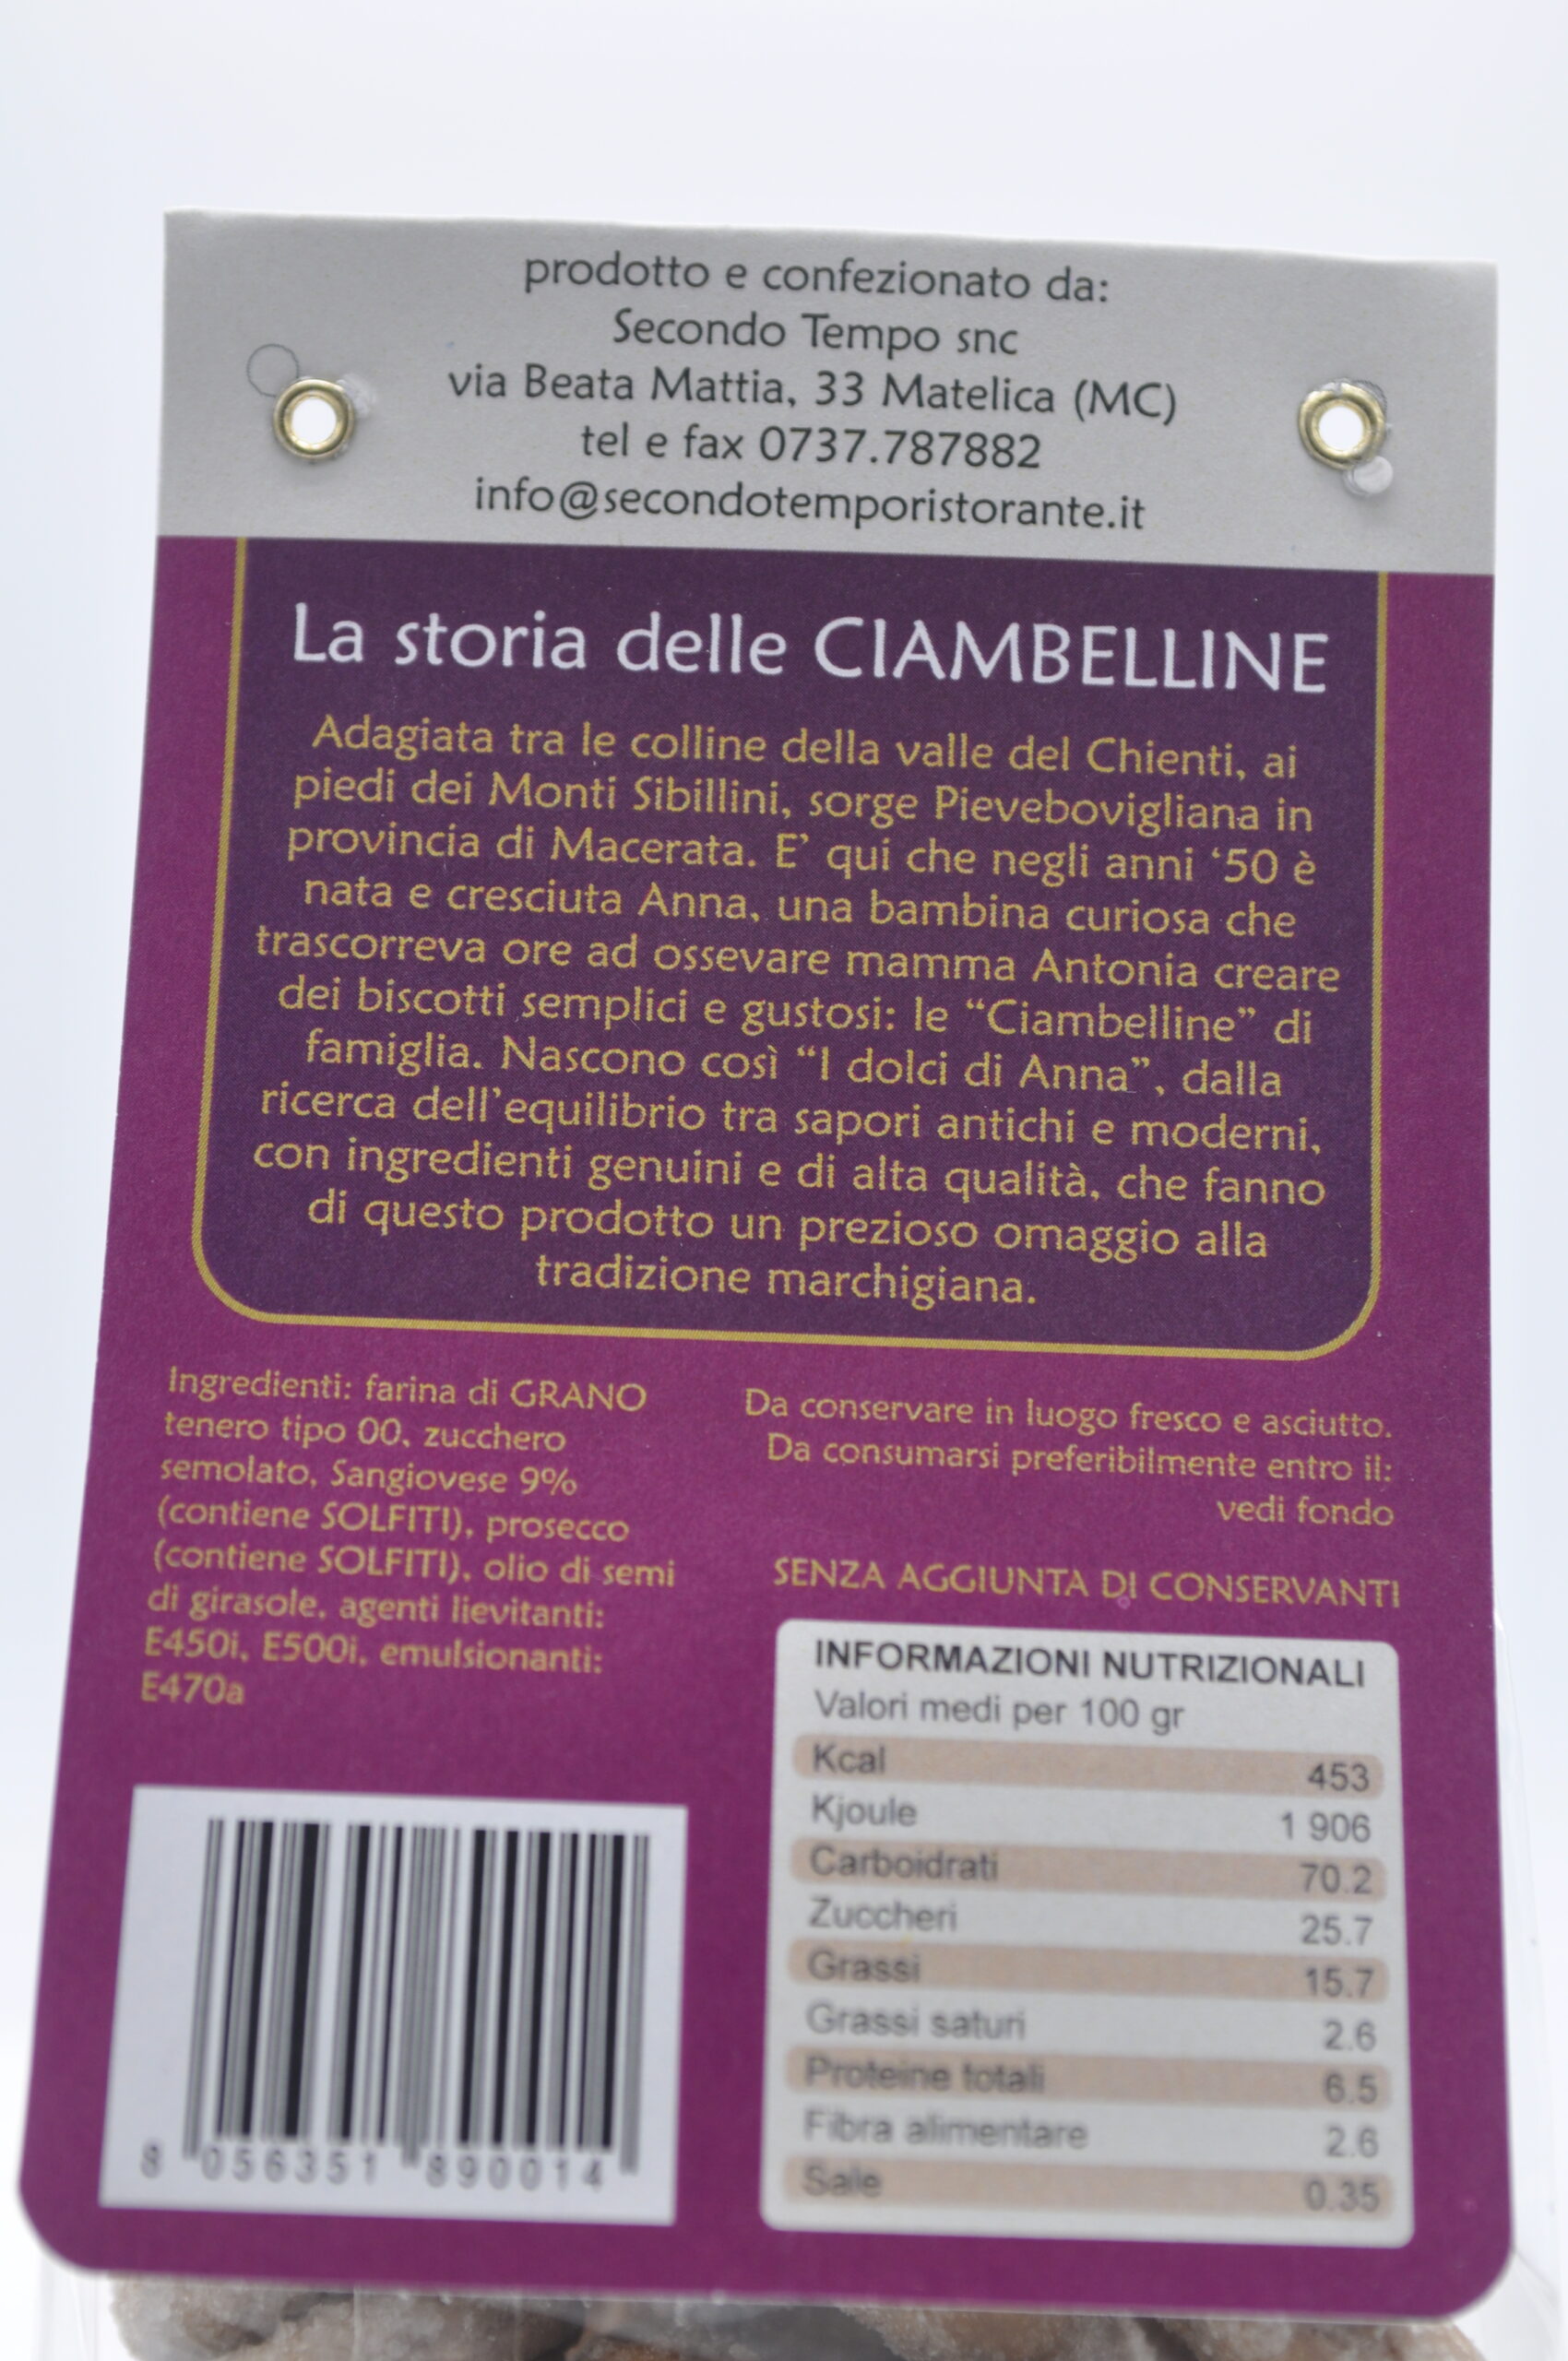 prodotto e confezionato da:
Secondo Tempo snc
via Beata Mattia, 33 Matelica (MC)
tel e fax 0737.787882
info@secondotemporistorante.it
La storia delle CIAMBELLINE
Adagiata tra le colline della valle del Chienti, ai
piedi dei Monti Sibillini, sorge Pievebovigliana in
provincia di Macerata. E' qui che negli anni '50 è
nata e cresciuta Anna, una bambina curiosa che
trascorreva ore ad ossevare mamma Antonia creare
dei biscotti semplici e gustosi: le "Ciambelline" di
famiglia. Nascono così "I dolci di Anna", dalla
ricerca dell'equilibrio tra sapori antichi e moderni,
con ingredienti genuini e di alta qualità, che fanno
di questo prodotto un prezioso omaggio alla
tradizione marchigiana.
Ingredienti: farina di GRANO
tenero tipo 00, zucchero
semolato, Sangiovese 9%
(contiene SOLFITI), prosecco
(contiene SOLFITI), olio di semi
di girasole, agenti lievitanti:
E450i, E500i, emulsionanti:
E470a
Da conservare in luogo fresco e asciutto.
Da consumarsi preferibilmente entro il:
vedi fondo
SENZA AGGIUNTA DI CONSERVANTI
INFORMAZIONI NUTRIZIONALI
Valori medi per 100 gr
Kcal 453
Kjoule 1 906
Carboidrati 70.2
Zuccheri 25.7
Grassi 15.7
Grassi saturi 2.6
Proteine totali 6.5
Fibra alimentare 2.6
Sale 0.35
8 056351 890014